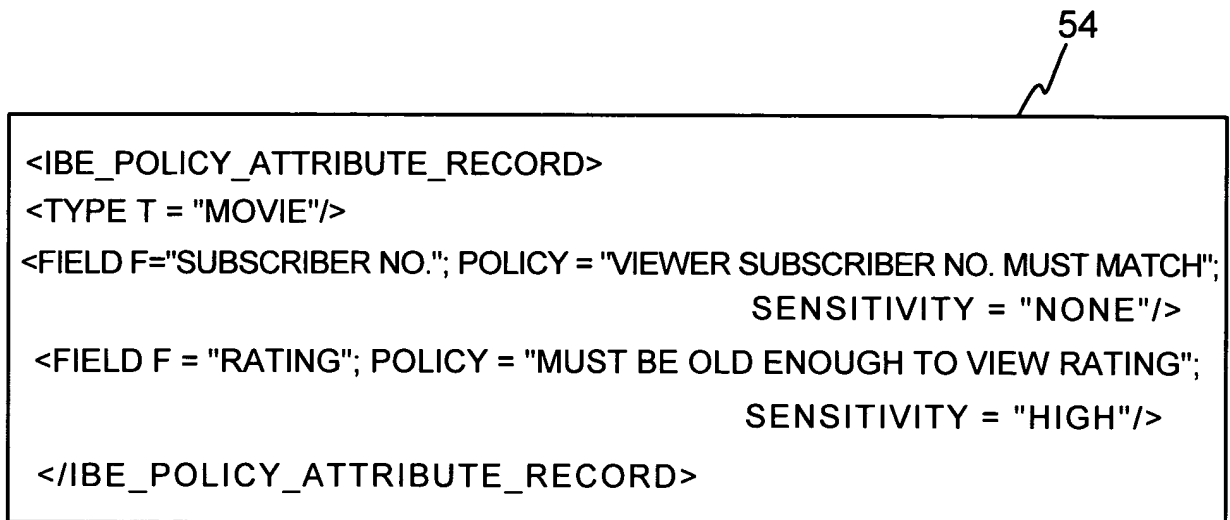 54
<IBE_POLICY_ATTRIBUTE_RECORD>
<TYPE T = "MOVIE"/>
<FIELD F="SUBSCRIBER NO."; POLICY = "VIEWER SUBSCRIBER NO. MUST MATCH";
SENSITIVITY = "NONE"/>
<FIELD F = "RATING"; POLICY = "MUST BE OLD ENOUGH TO VIEW RATING";
SENSITIVITY = "HIGH"/>
</IBE_POLICY_ATTRIBUTE_RECORD>